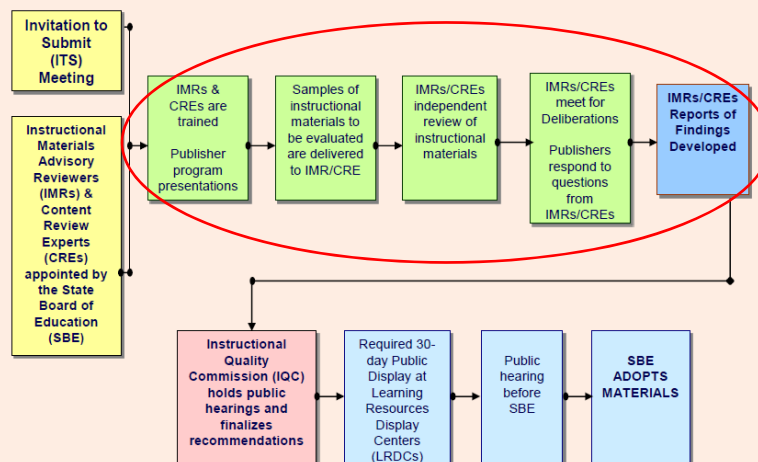 Invitation to
Submit
(ITS)
Meeting
Instructional
Materials
Advisory
Reviewers
(IMRs) &
Content
Review
Experts
(CREs)
appointed by
the State
Board of
Education
(SBE)
IMRs &
CREs are
trained
Publisher
program
presentations
Samples of
instructional
materials to
be evaluated
are delivered
to IMR/CRE
IMRs/CREs
independent
review of
instructional
materials
IMRs/CREs
meet for
Deliberations
Publishers
respond to
questions
from
IMRs/CREs
IMRs/CREs
Reports of
Findings
Developed
Instructional
Quality
Commission (IQC)
holds public
hearings and
finalizes
recommendations
Required 30-
day Public
Display at
Learning
Resources
Display
Centers
(LRDCs)
Public
hearing
before
SBE
SBE
ADOPTS
MATERIALS